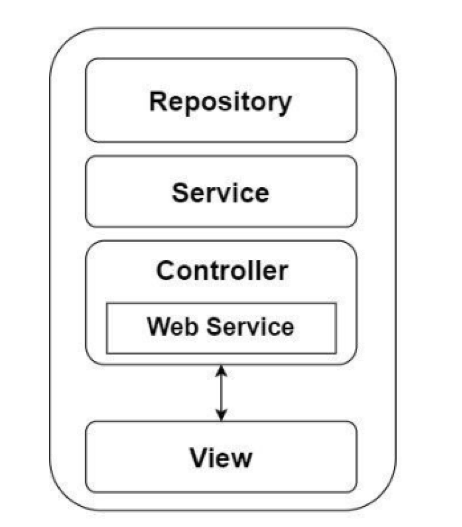 Repository
Service
Controller
Web Service
View